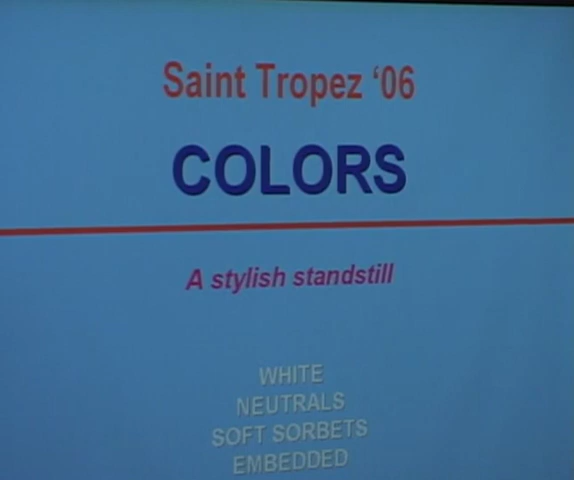 Saint Tropez ‘06
COLORS
A stylish standstill
WHITE
NEUTRALS
SOFT SORBETS
EMBEDDED